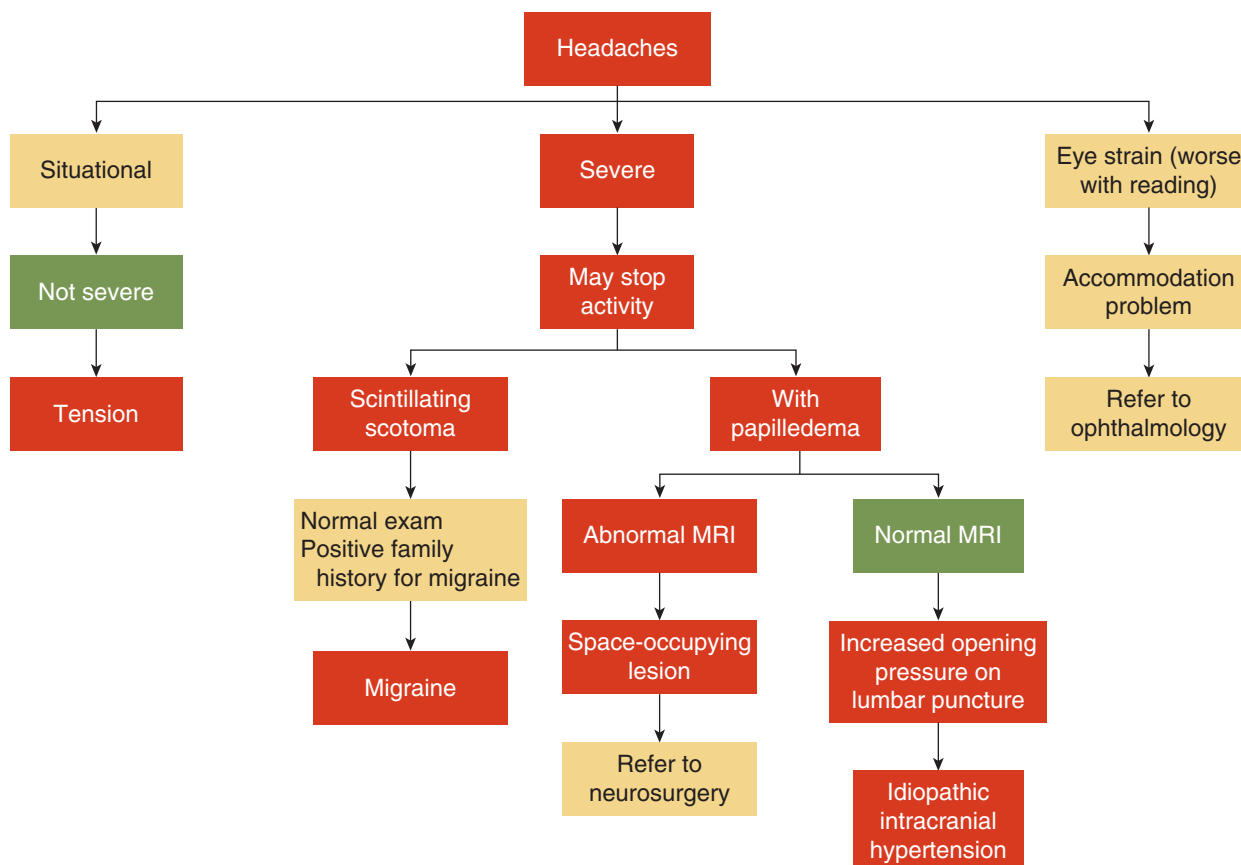 Headaches
Situational
Severe
Eye strain (worse
with reading)
Not severe
May stop
activity
Accommodation
problem
Tension
Scintillating
scotoma
With
papilledema
Refer to
ophthalmology
Normal exam
Positive family
history for migraine
Abnormal MRI
Normal MRI
Migraine
Space-occupying
lesion
Increased opening
pressure on
lumbar puncture
Refer to
neurosurgery
Idiopathic
intracranial
hypertension